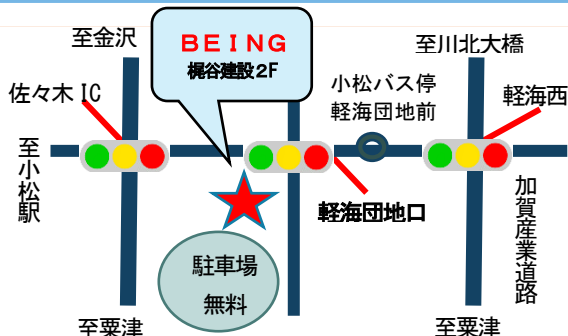 至金沢
BEING
梶谷建設2F
至川北大橋
佐々木IC
小松バス停
軽海団地前
軽海西
至小松駅
軽海団地口
加賀産業道路
駐車場
無料
至粟津
至粟津